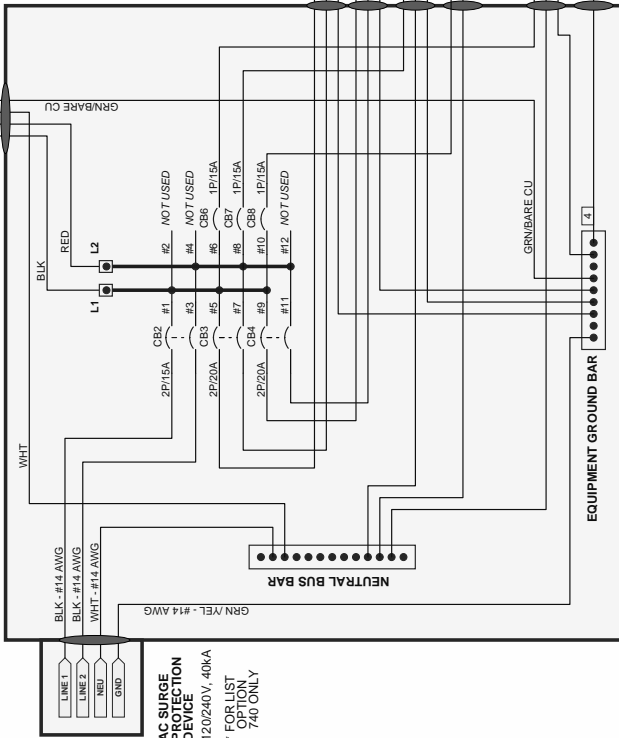 GRN/BARE CU
RED
BLK
L2
L1
#2 NOT USED
#4 NOT USED
#6 CB6 1P/15A
#8 CB7 1P/15A
#10 CB8 1P/15A
#12 NOT USED
#1 CB2 2P/15A
#3
#5 CB3 2P/20A
#7
#9 CB4 2P/20A
#11
GRN/BARE CU
4
EQUIPMENT GROUND BAR
WHT
NEUTRAL BUS BAR
BLK - #14 AWG
BLK - #14 AWG
WHT - #14 AWG
GRN /YEL - #14 AWG
LINE 1
LINE 2
NEU
GND
AC SURGE
PROTECTION
DEVICE
120/240V, 40kA
FOR LIST
OPTION
740 ONLY